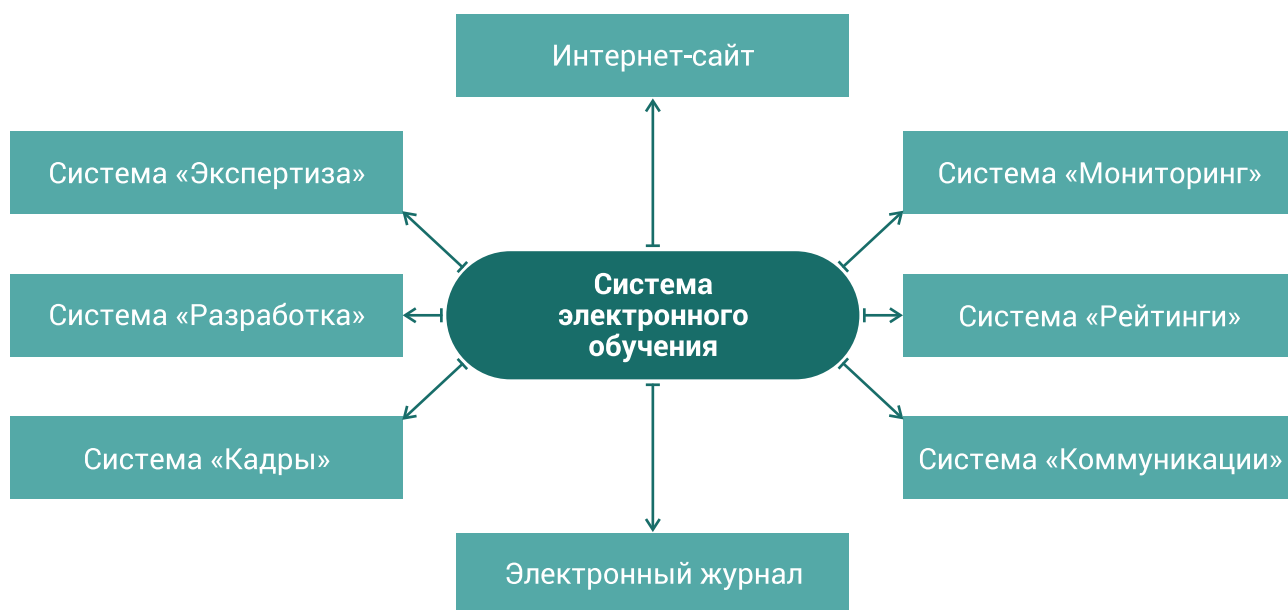 Интернет-сайт
Система «Экспертиза»
Система «Мониторинг»
Система
электронного
обучения
Система «Разработка»
Система «Рейтинги»
Система «Кадры»
Система «Коммуникации»
Электронный журнал